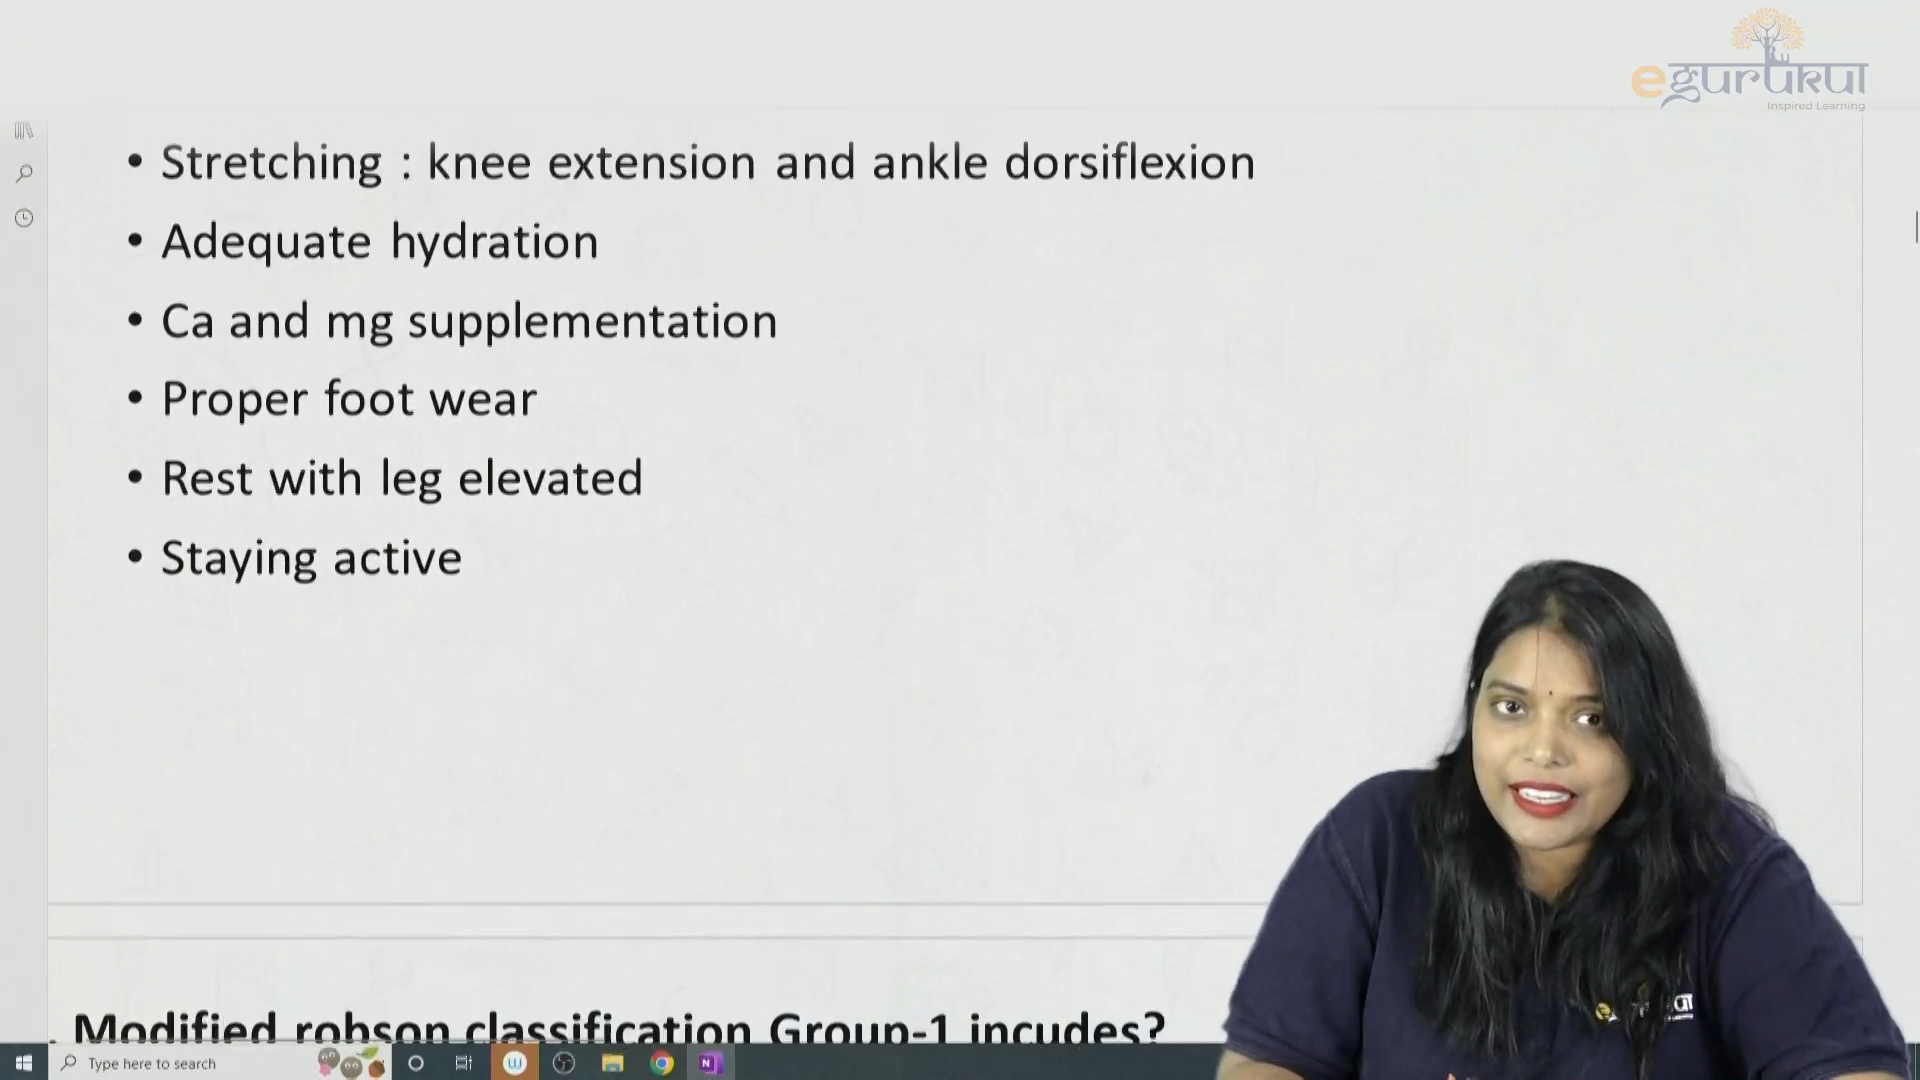 egurukul
Inspired Learning
• Stretching : knee extension and ankle dorsiflexion
• Adequate hydration
• Ca and mg supplementation
• Proper foot wear
• Rest with leg elevated
• Staying active
Modified robson classification Group-1 incudes?
Type here to search